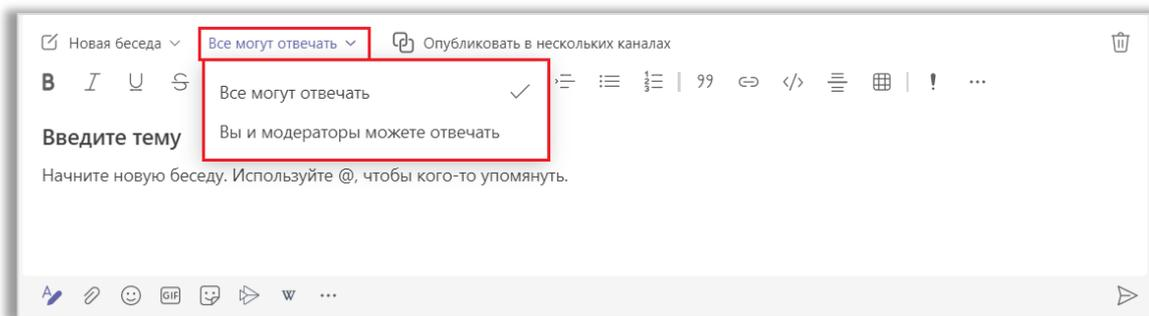 Новая беседа Все могут отвечать Опубликовать в нескольких каналах
B I U S 99 </> ! ...
Все могут отвечать
Вы и модераторы можете отвечать
Введите тему
Начните новую беседу. Используйте @, чтобы кого-то упомянуть.
A GIF W ...